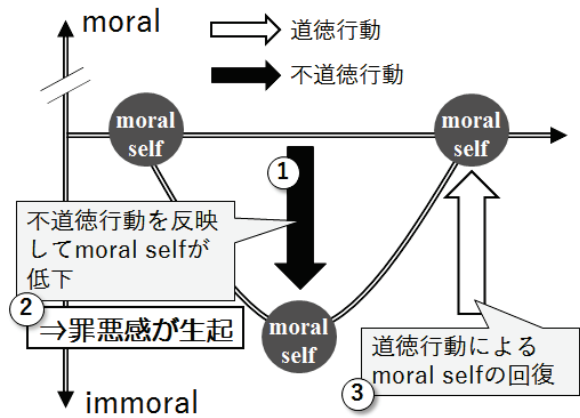 moral
道徳行動
不道徳行動
moral
self
moral
self
1
不道徳行動を反映
してmoral selfが
低下
2
⇒罪悪感が生起
moral
self
道徳行動による
moral selfの回復
3
immoral